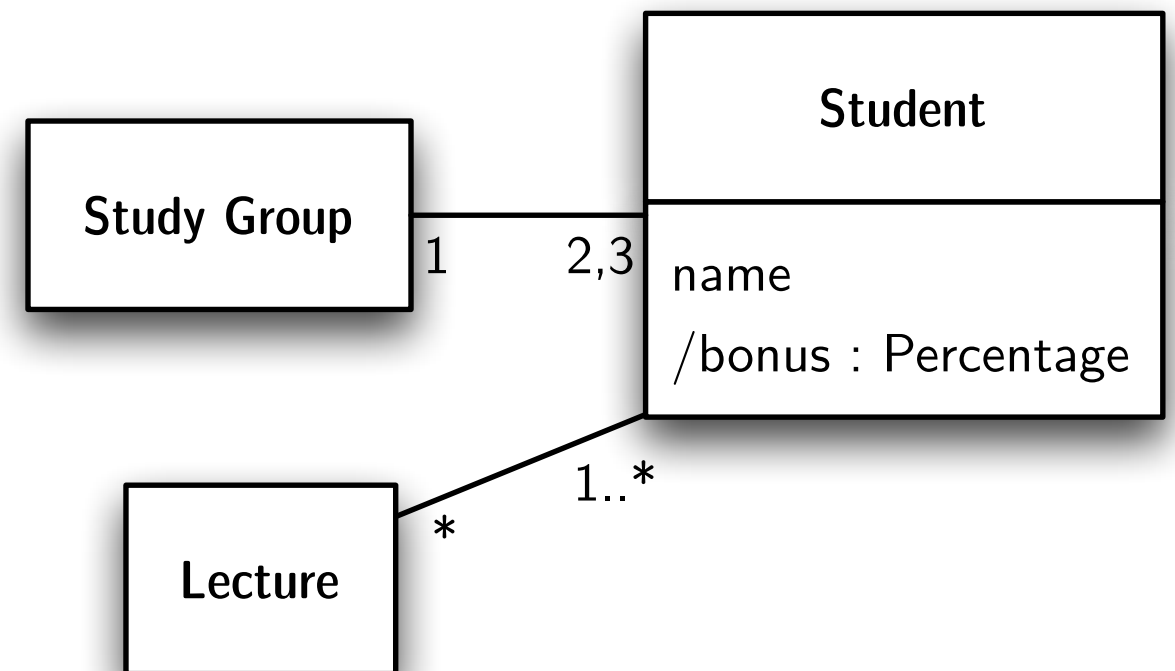 Student
Study Group
1
2,3
name
/bonus : Percentage
1..*
*
Lecture